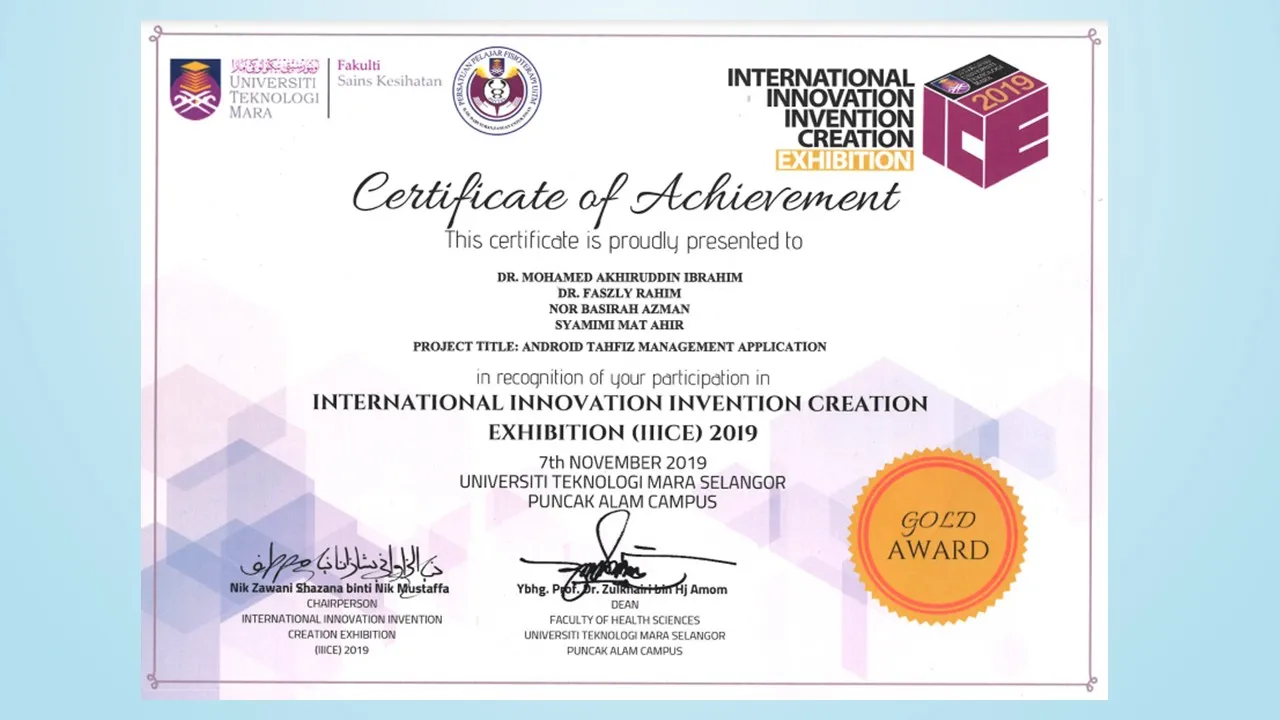 UNIVERSITI
TEKNOLOGI
MARA
Fakulti
Sains Kesihatan
INTERNATIONAL
INNOVATION
INVENTION
CREATION
EXHIBITION
2019
ICE
Certificate of Achievement
This certificate is proudly presented to
DR. MOHAMED AKHIRUDDIN IBRAHIM
DR. FASZLY RAHIM
NOR BASIRAH AZMAN
SYAMIMI MAT AHIR
PROJECT TITLE: ANDROID TAHFIZ MANAGEMENT APPLICATION
in recognition of your participation in
INTERNATIONAL INNOVATION INVENTION CREATION
EXHIBITION (IIICE) 2019
7th NOVEMBER 2019
UNIVERSITI TEKNOLOGI MARA SELANGOR
PUNCAK ALAM CAMPUS
GOLD
AWARD
Nik Zawani Shazana binti Nik Mustaffa
CHAIRPERSON
INTERNATIONAL INNOVATION INVENTION
CREATION EXHIBITION
(IIICE) 2019
Ybhg. Prof. Dr. Zulkhairi bin Hj Amom
DEAN
FACULTY OF HEALTH SCIENCES
UNIVERSITI TEKNOLOGI MARA SELANGOR
PUNCAK ALAM CAMPUS